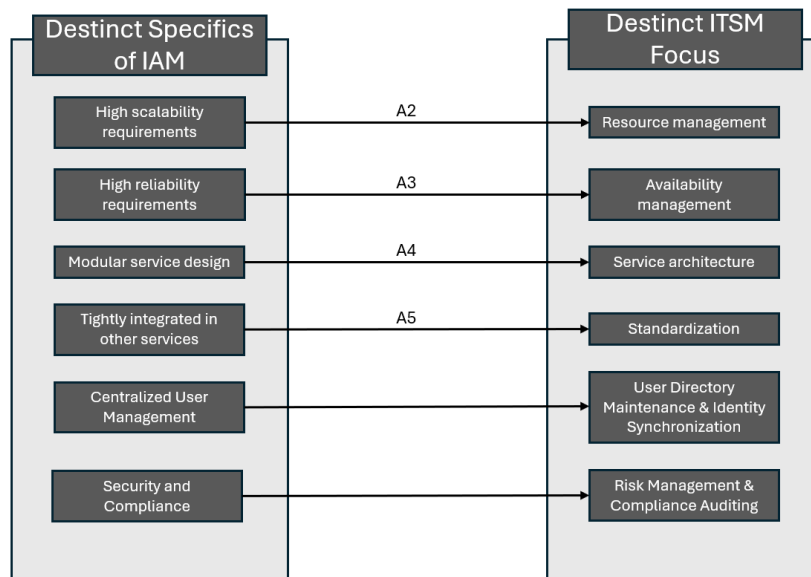 Destinct Specifics
of IAM
Destinct ITSM
Focus
High scalability
requirements
A2
Resource management
High reliability
requirements
A3
Availability
management
Modular service design
A4
Service architecture
Tightly integrated in
other services
A5
Standardization
Centralized User
Management
User Directory
Maintenance & Identity
Synchronization
Security and
Compliance
Risk Management &
Compliance Auditing